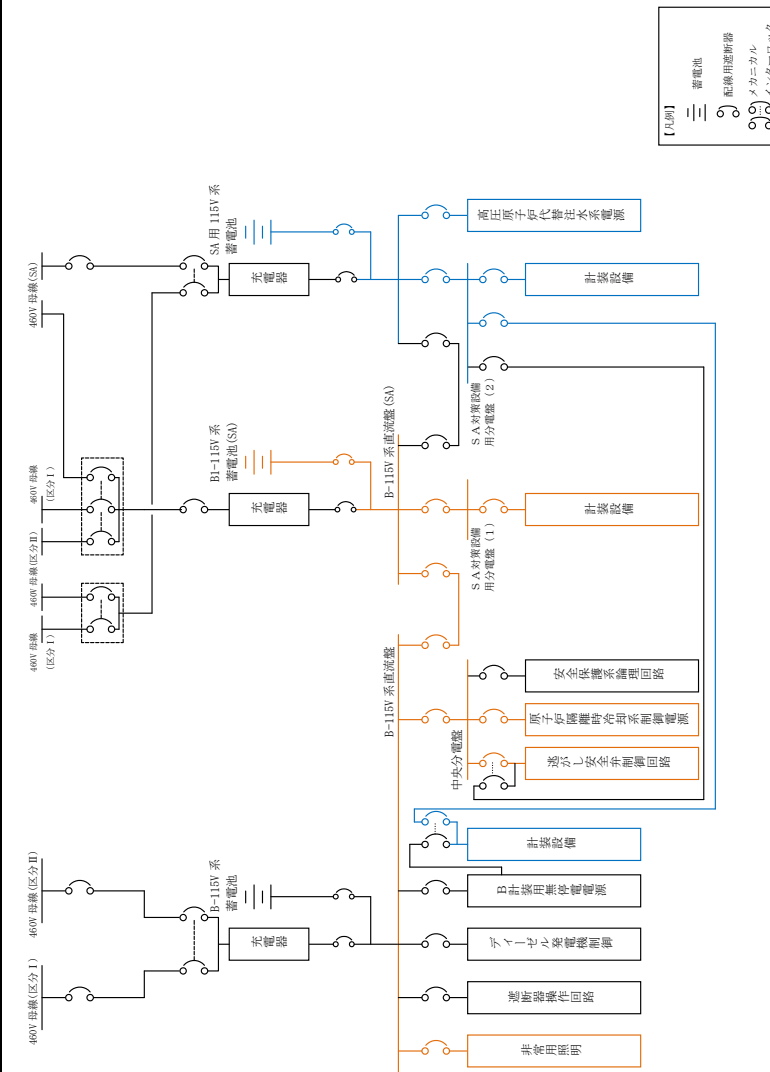 【凡例】
蓄電池
配線用遮断器
メカニカル
インターロック
460V 母線(SA)
460V 母線
(区分Ⅰ)
460V 母線(区分Ⅱ)
460V 母線
(区分Ⅰ)
460V 母線(区分Ⅱ)
460V 母線(区分Ⅰ)
SA 用 115V 系
蓄電池
充電器
B1-115V 系
蓄電池(SA)
充電器
B-115V 系
蓄電池
充電器
B-115V 系直流盤(SA)
B-115V 系直流盤
SA対策設備
用分電盤(2)
SA対策設備
用分電盤(1)
中央分電盤
高圧原子炉代替注水系電源
計装設備
計装設備
安全保護系論理回路
原子炉隔離時冷却系制御電源
逃がし安全弁制御回路
計装設備
B計装用無停電電源
ディーゼル発電機制御
遮断器操作回路
非常用照明